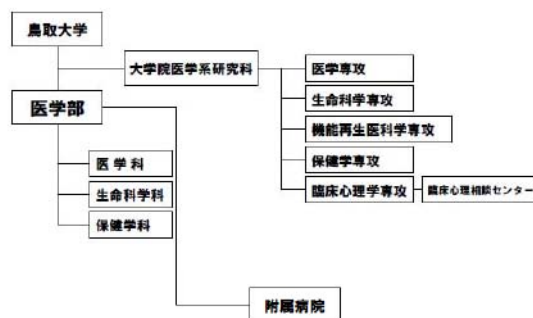 鳥取大学
大学院医学系研究科
医学専攻
生命科学専攻
機能再生医科学専攻
保健学専攻
臨床心理学専攻
臨床心理相談センター
医学部
医学科
生命科学科
保健学科
附属病院